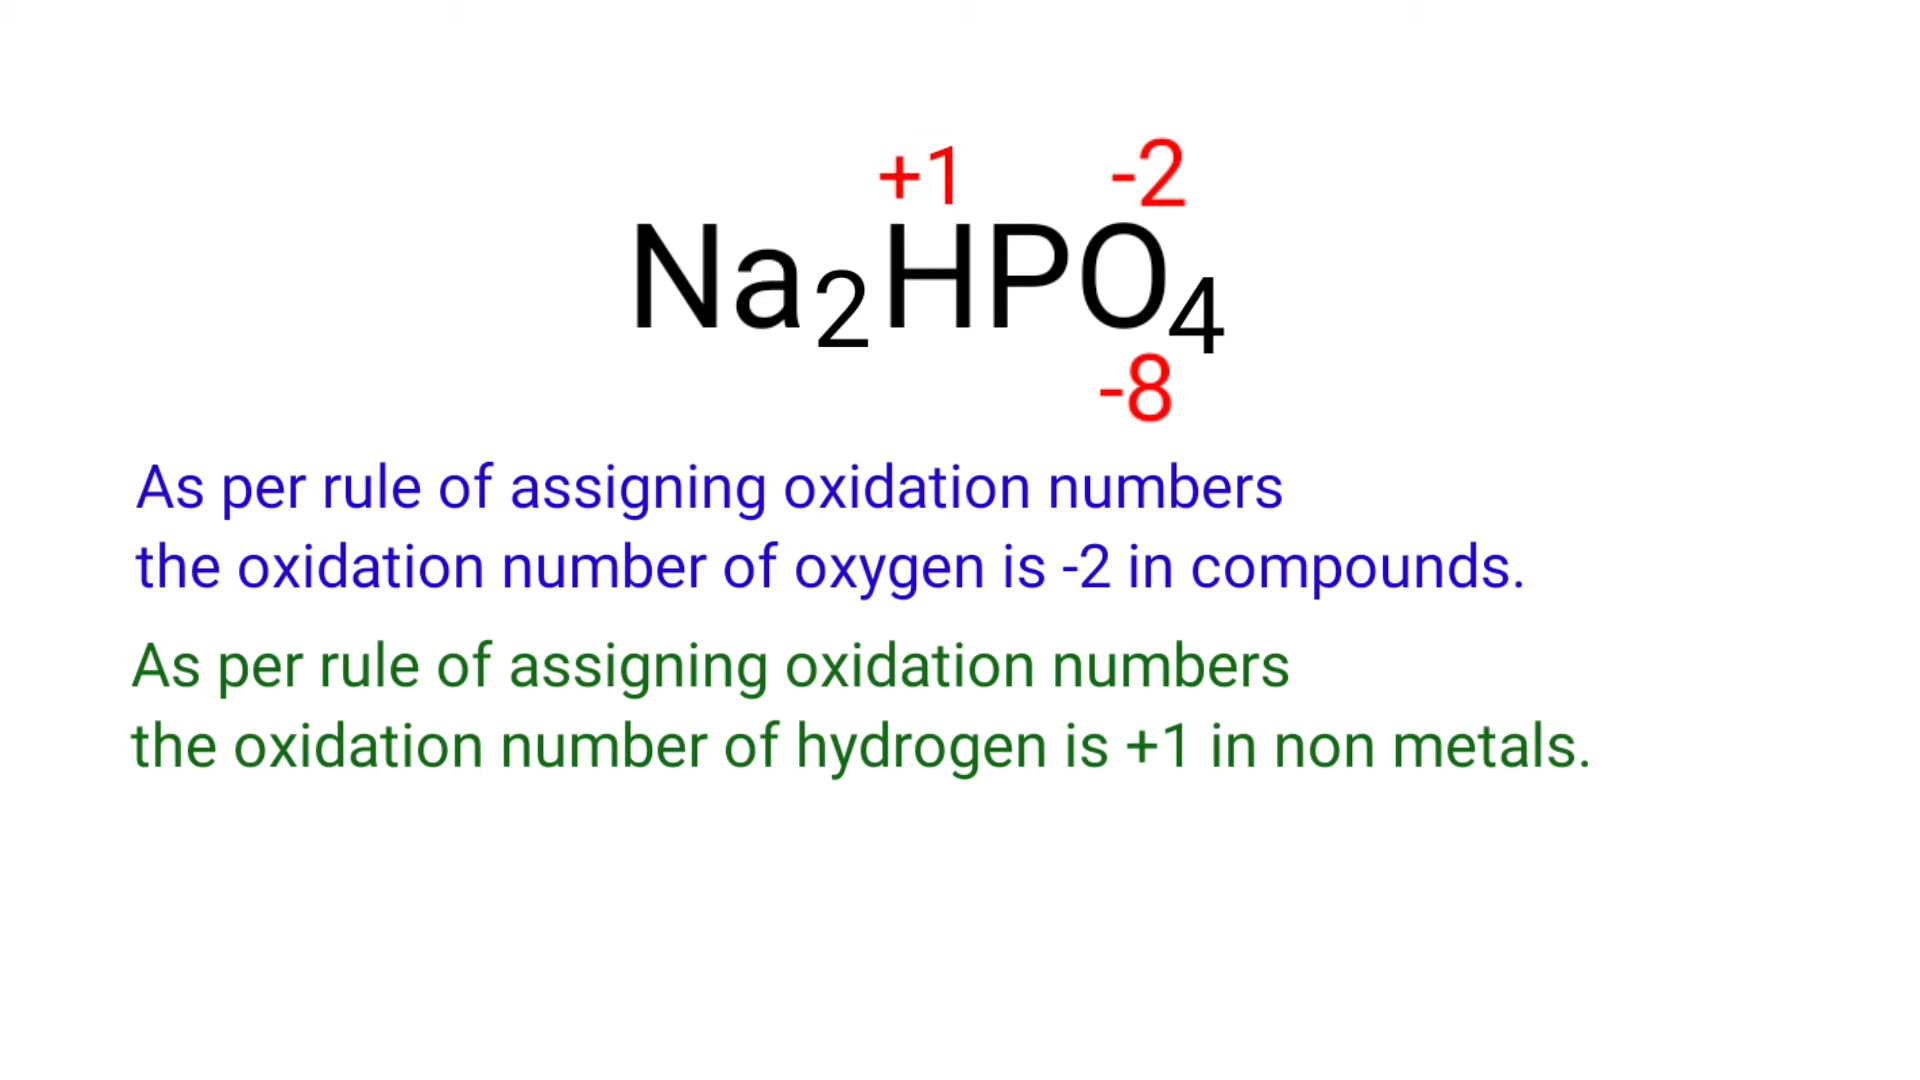 +1 -2
Na₂HPO₄
-8
As per rule of assigning oxidation numbers
the oxidation number of oxygen is -2 in compounds.
As per rule of assigning oxidation numbers
the oxidation number of hydrogen is +1 in non metals.